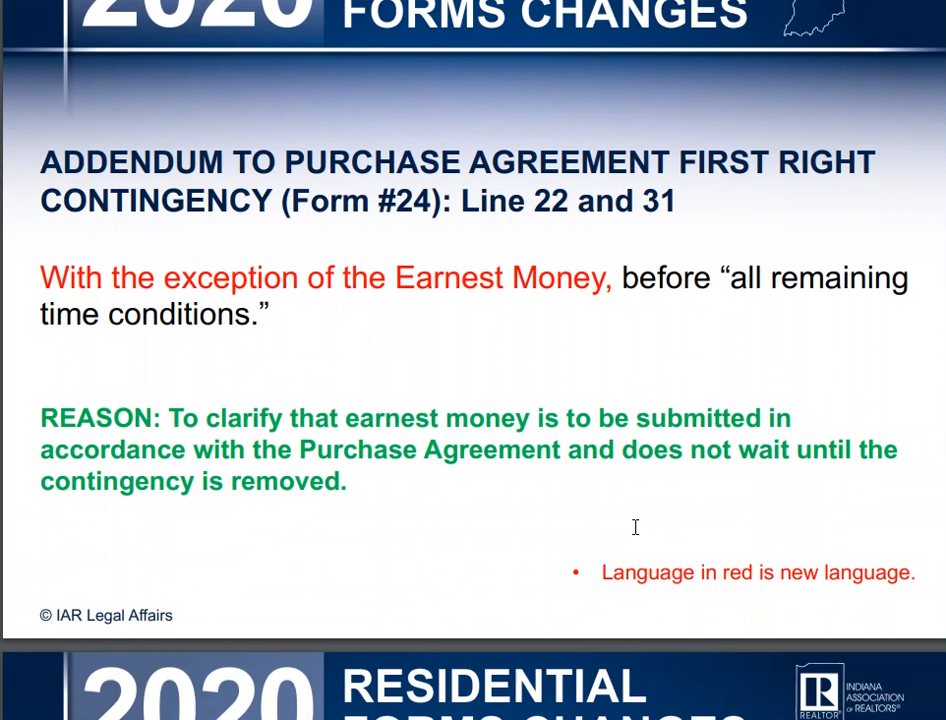 2020
FORMS CHANGES
ADDENDUM TO PURCHASE AGREEMENT FIRST RIGHT
CONTINGENCY (Form #24): Line 22 and 31
With the exception of the Earnest Money, before “all remaining
time conditions.”
REASON: To clarify that earnest money is to be submitted in
accordance with the Purchase Agreement and does not wait until the
contingency is removed.
• Language in red is new language.
© IAR Legal Affairs
2020
RESIDENTIAL
FORMS CHANGES
REALTOR®
INDIANA
ASSOCIATION
OF REALTORS®